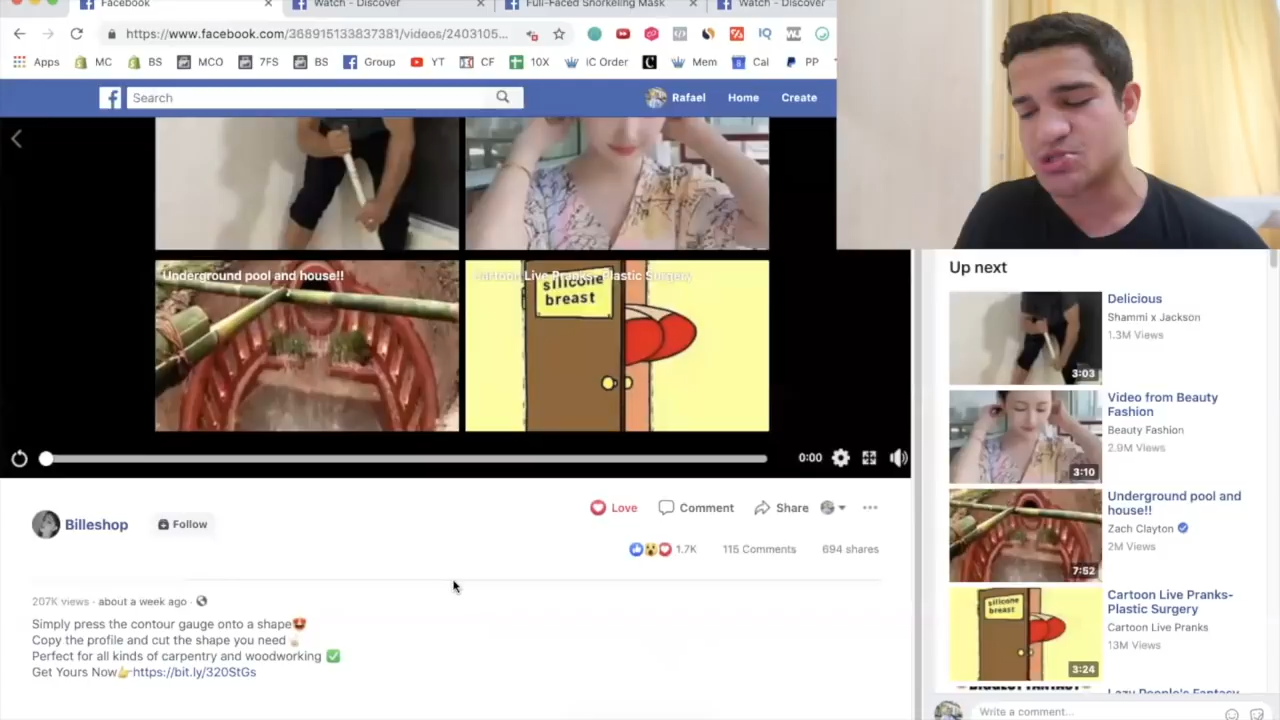 Facebook
Watch - Discover
Full-Faced Snorkeling Mask
Watch - Discover
https://www.facebook.com/368915133837381/videos/2403105...
Apps MC BS MCO 7FS BS Group YT CF 10X iC Order Mem Cal PP
Search
Rafael Home Create
Underground pool and house!!
Cartoon Live Pranks- Plastic Surgery
silicone
breast
0:00
Billeshop
Follow
Love Comment Share
1.7K 115 Comments 694 shares
207K views · about a week ago ·
Simply press the contour gauge onto a shape😍
Copy the profile and cut the shape you need
Perfect for all kinds of carpentry and woodworking ✅
Get Yours Now👉https://bit.ly/320StGs
Up next
Delicious
Shammi x Jackson
1.3M Views
3:03
Video from Beauty
Fashion
Beauty Fashion
2.9M Views
3:10
Underground pool and
house!!
Zach Clayton
2M Views
7:52
silicone
breast
Cartoon Live Pranks-
Plastic Surgery
Cartoon Live Pranks
13M Views
3:24
Lazy People's Fantasy
Write a comment...